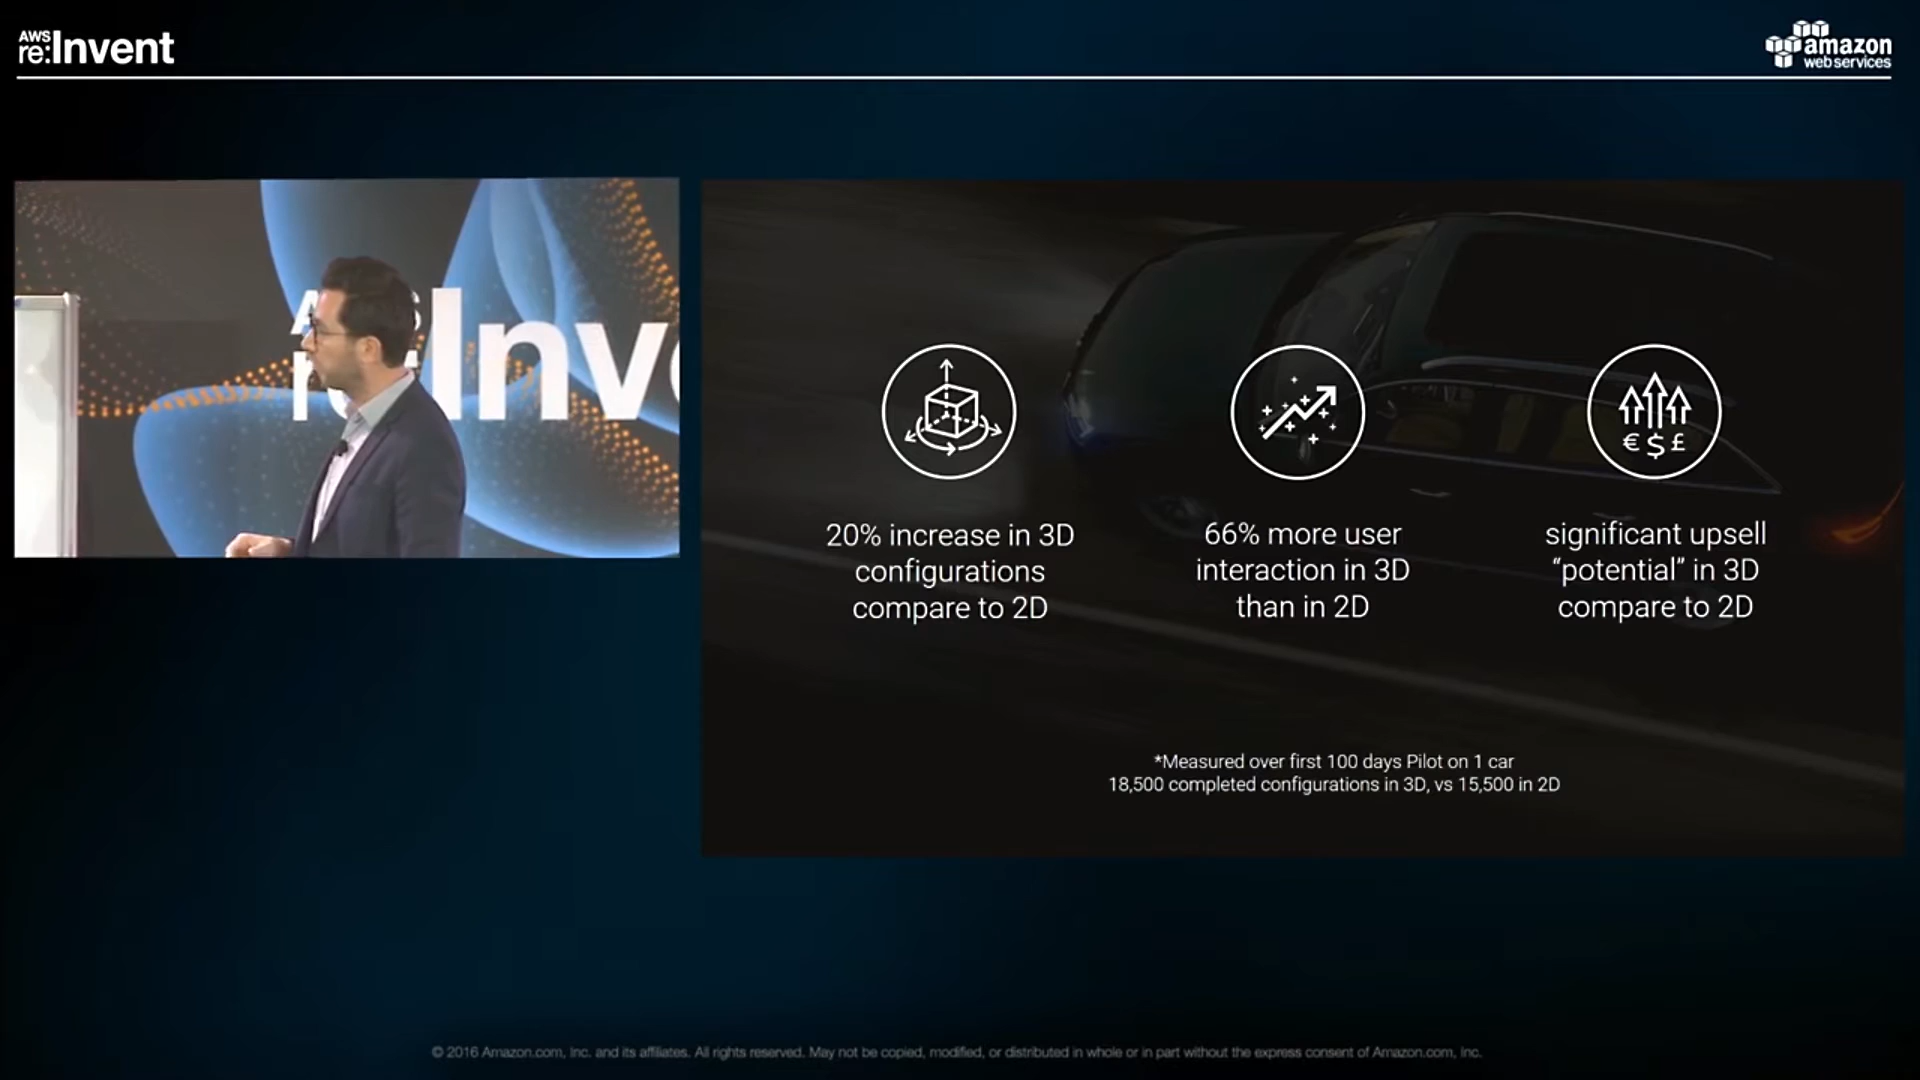 AWS
re:Invent
amazon
web services
AWS
Inv
20% increase in 3D
configurations
compare to 2D
66% more user
interaction in 3D
than in 2D
€ $ £
significant upsell
“potential” in 3D
compare to 2D
*Measured over first 100 days Pilot on 1 car
18,500 completed configurations in 3D, vs 15,500 in 2D
© 2016 Amazon.com, Inc. and its affiliates. All rights reserved. May not be copied, modified, or distributed in whole or in part without the express consent of Amazon.com, Inc.